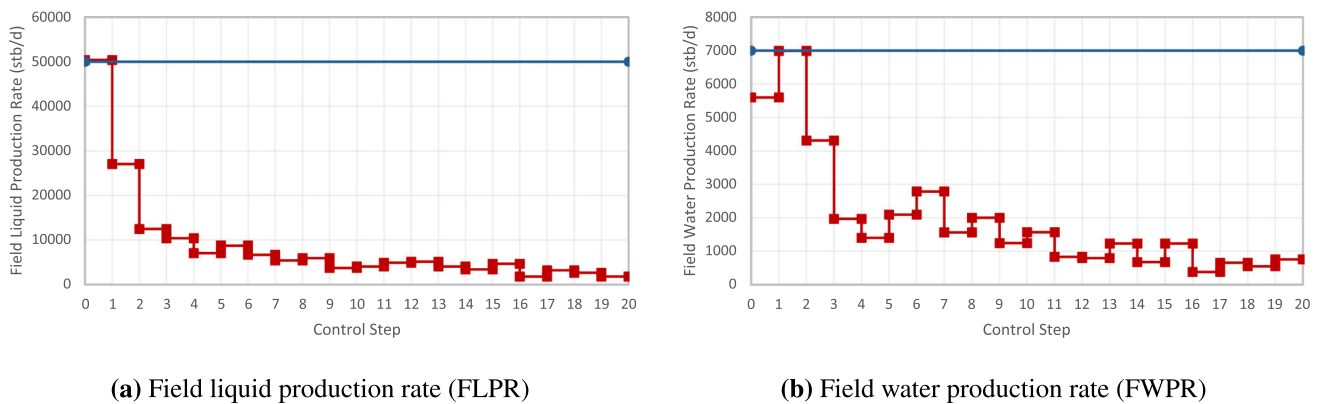 Field Liquid Production Rate (stb/d)
60000
50000
40000
30000
20000
10000
0
0 1 2 3 4 5 6 7 8 9 10 11 12 13 14 15 16 17 18 19 20
Control Step
(a) Field liquid production rate (FLPR)
Field Water Production Rate (stb/d)
8000
7000
6000
5000
4000
3000
2000
1000
0
0 1 2 3 4 5 6 7 8 9 10 11 12 13 14 15 16 17 18 19 20
Control Step
(b) Field water production rate (FWPR)